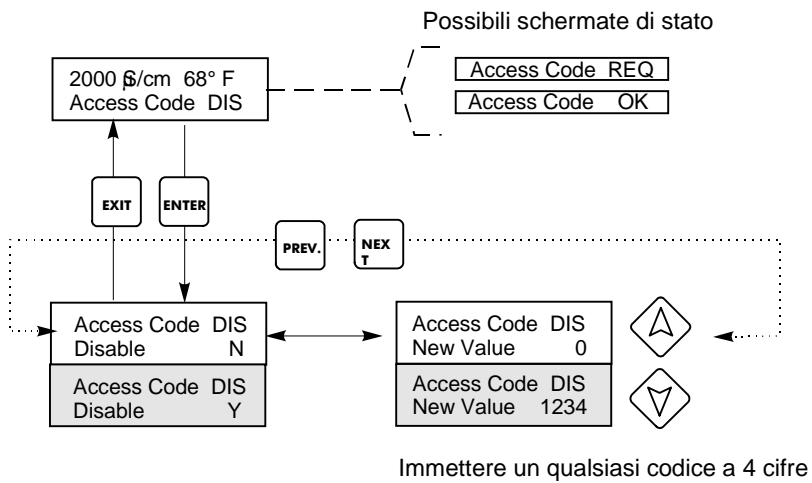 Possibili schermate di stato
2000 µS/cm 68° F
Access Code DIS
Access Code REQ
Access Code OK
EXIT
ENTER
PREV.
NEX
T
Access Code DIS
Disable N
Access Code DIS
Disable Y
Access Code DIS
New Value 0
Access Code DIS
New Value 1234
Immettere un qualsiasi codice a 4 cifre